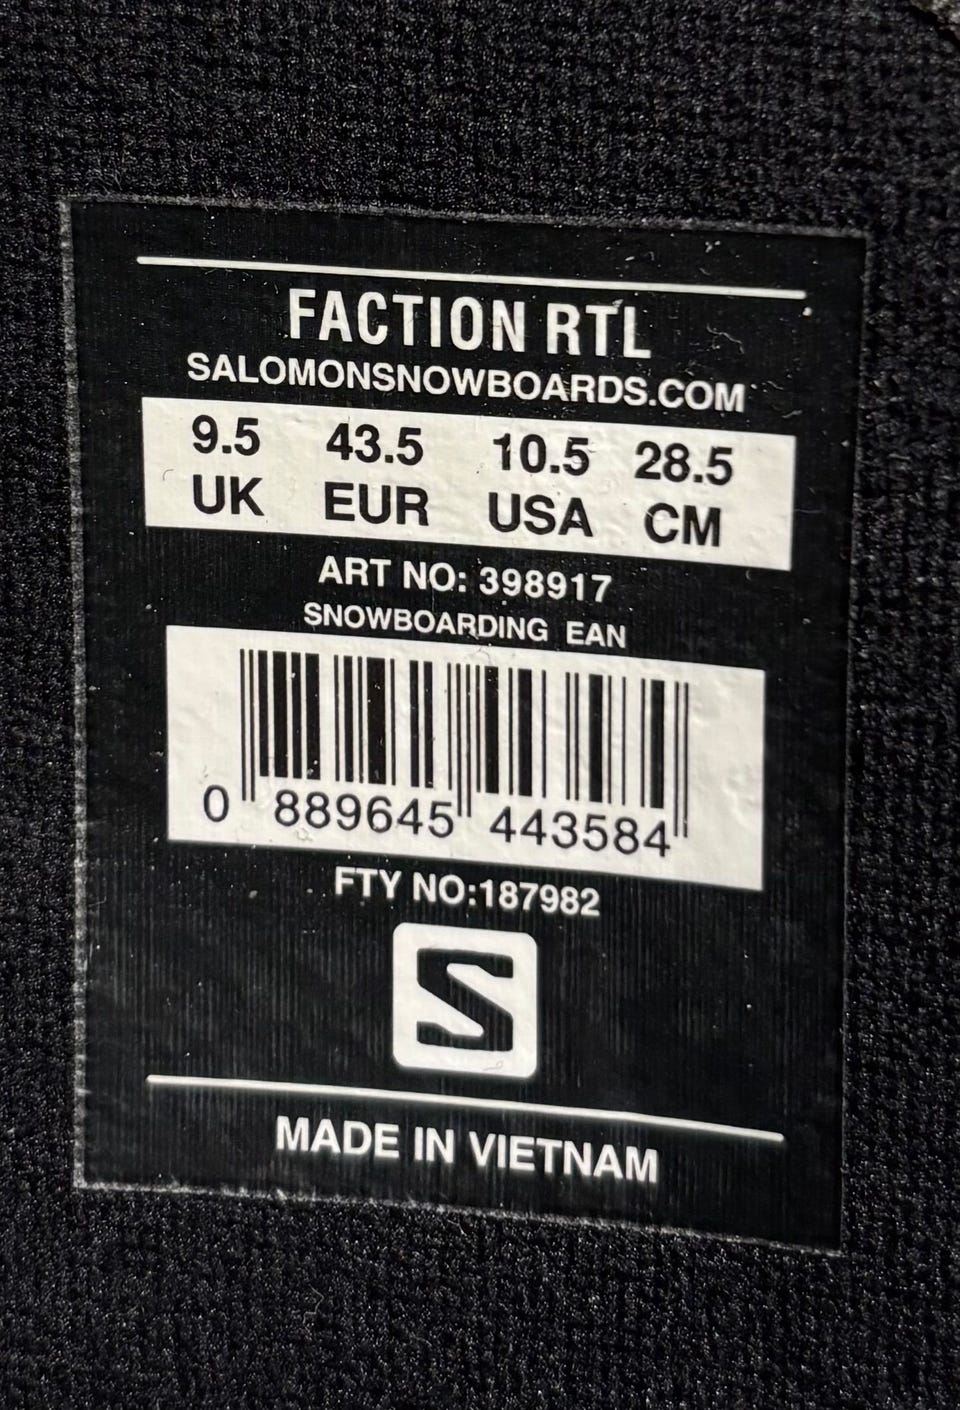 FACTION RTL
SALOMONSNOWBOARDS.COM
9.5 43.5 10.5 28.5
UK EUR USA CM
ART NO: 398917
SNOWBOARDING EAN
0 889645 443584
FTY NO:187982
S
MADE IN VIETNAM